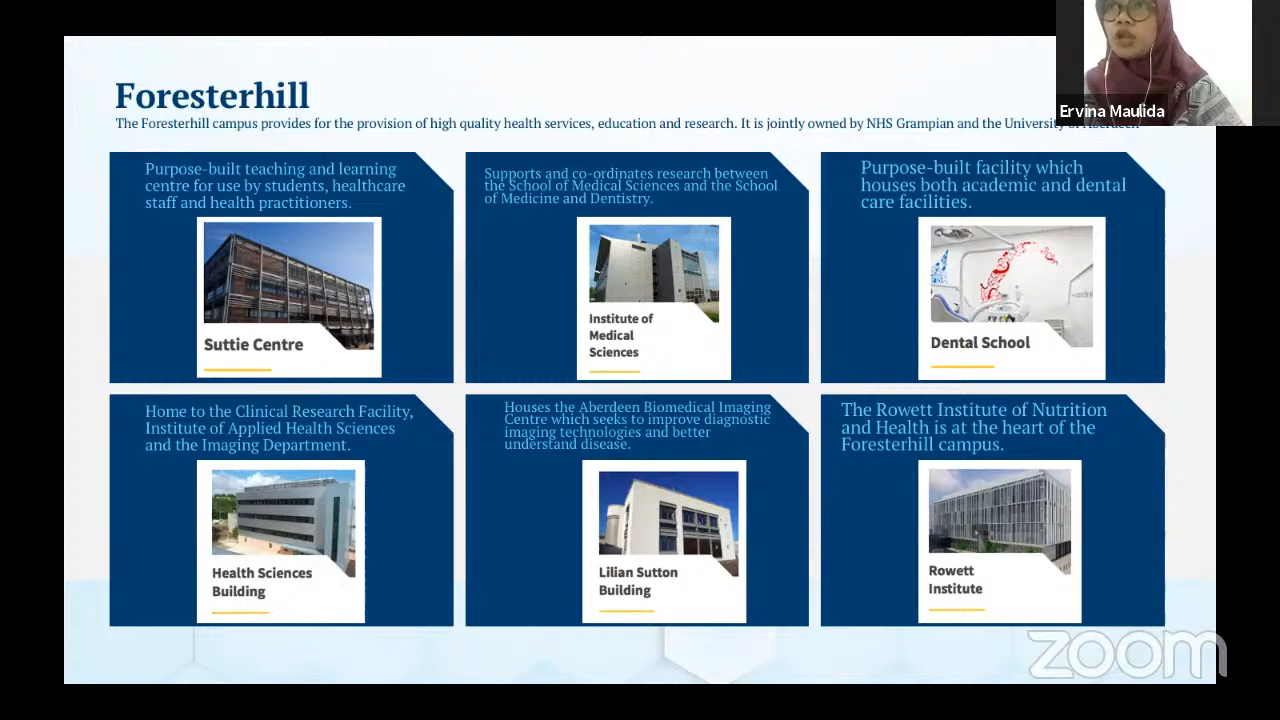 Foresterhill
The Foresterhill campus provides for the provision of high quality health services, education and research. It is jointly owned by NHS Grampian and the University of Aberdeen
Ervina Maulida
Purpose-built teaching and learning
centre for use by students, healthcare
staff and health practitioners.
Suttie Centre
Supports and co-ordinates research between
the School of Medical Sciences and the School
of Medicine and Dentistry.
Institute of
Medical
Sciences
Purpose-built facility which
houses both academic and dental
care facilities.
Dental School
Home to the Clinical Research Facility,
Institute of Applied Health Sciences
and the Imaging Department.
Health Sciences
Building
Houses the Aberdeen Biomedical Imaging
Centre which seeks to improve diagnostic
imaging technologies and better
understand disease.
Lilian Sutton
Building
The Rowett Institute of Nutrition
and Health is at the heart of the
Foresterhill campus.
Rowett
Institute
zoom